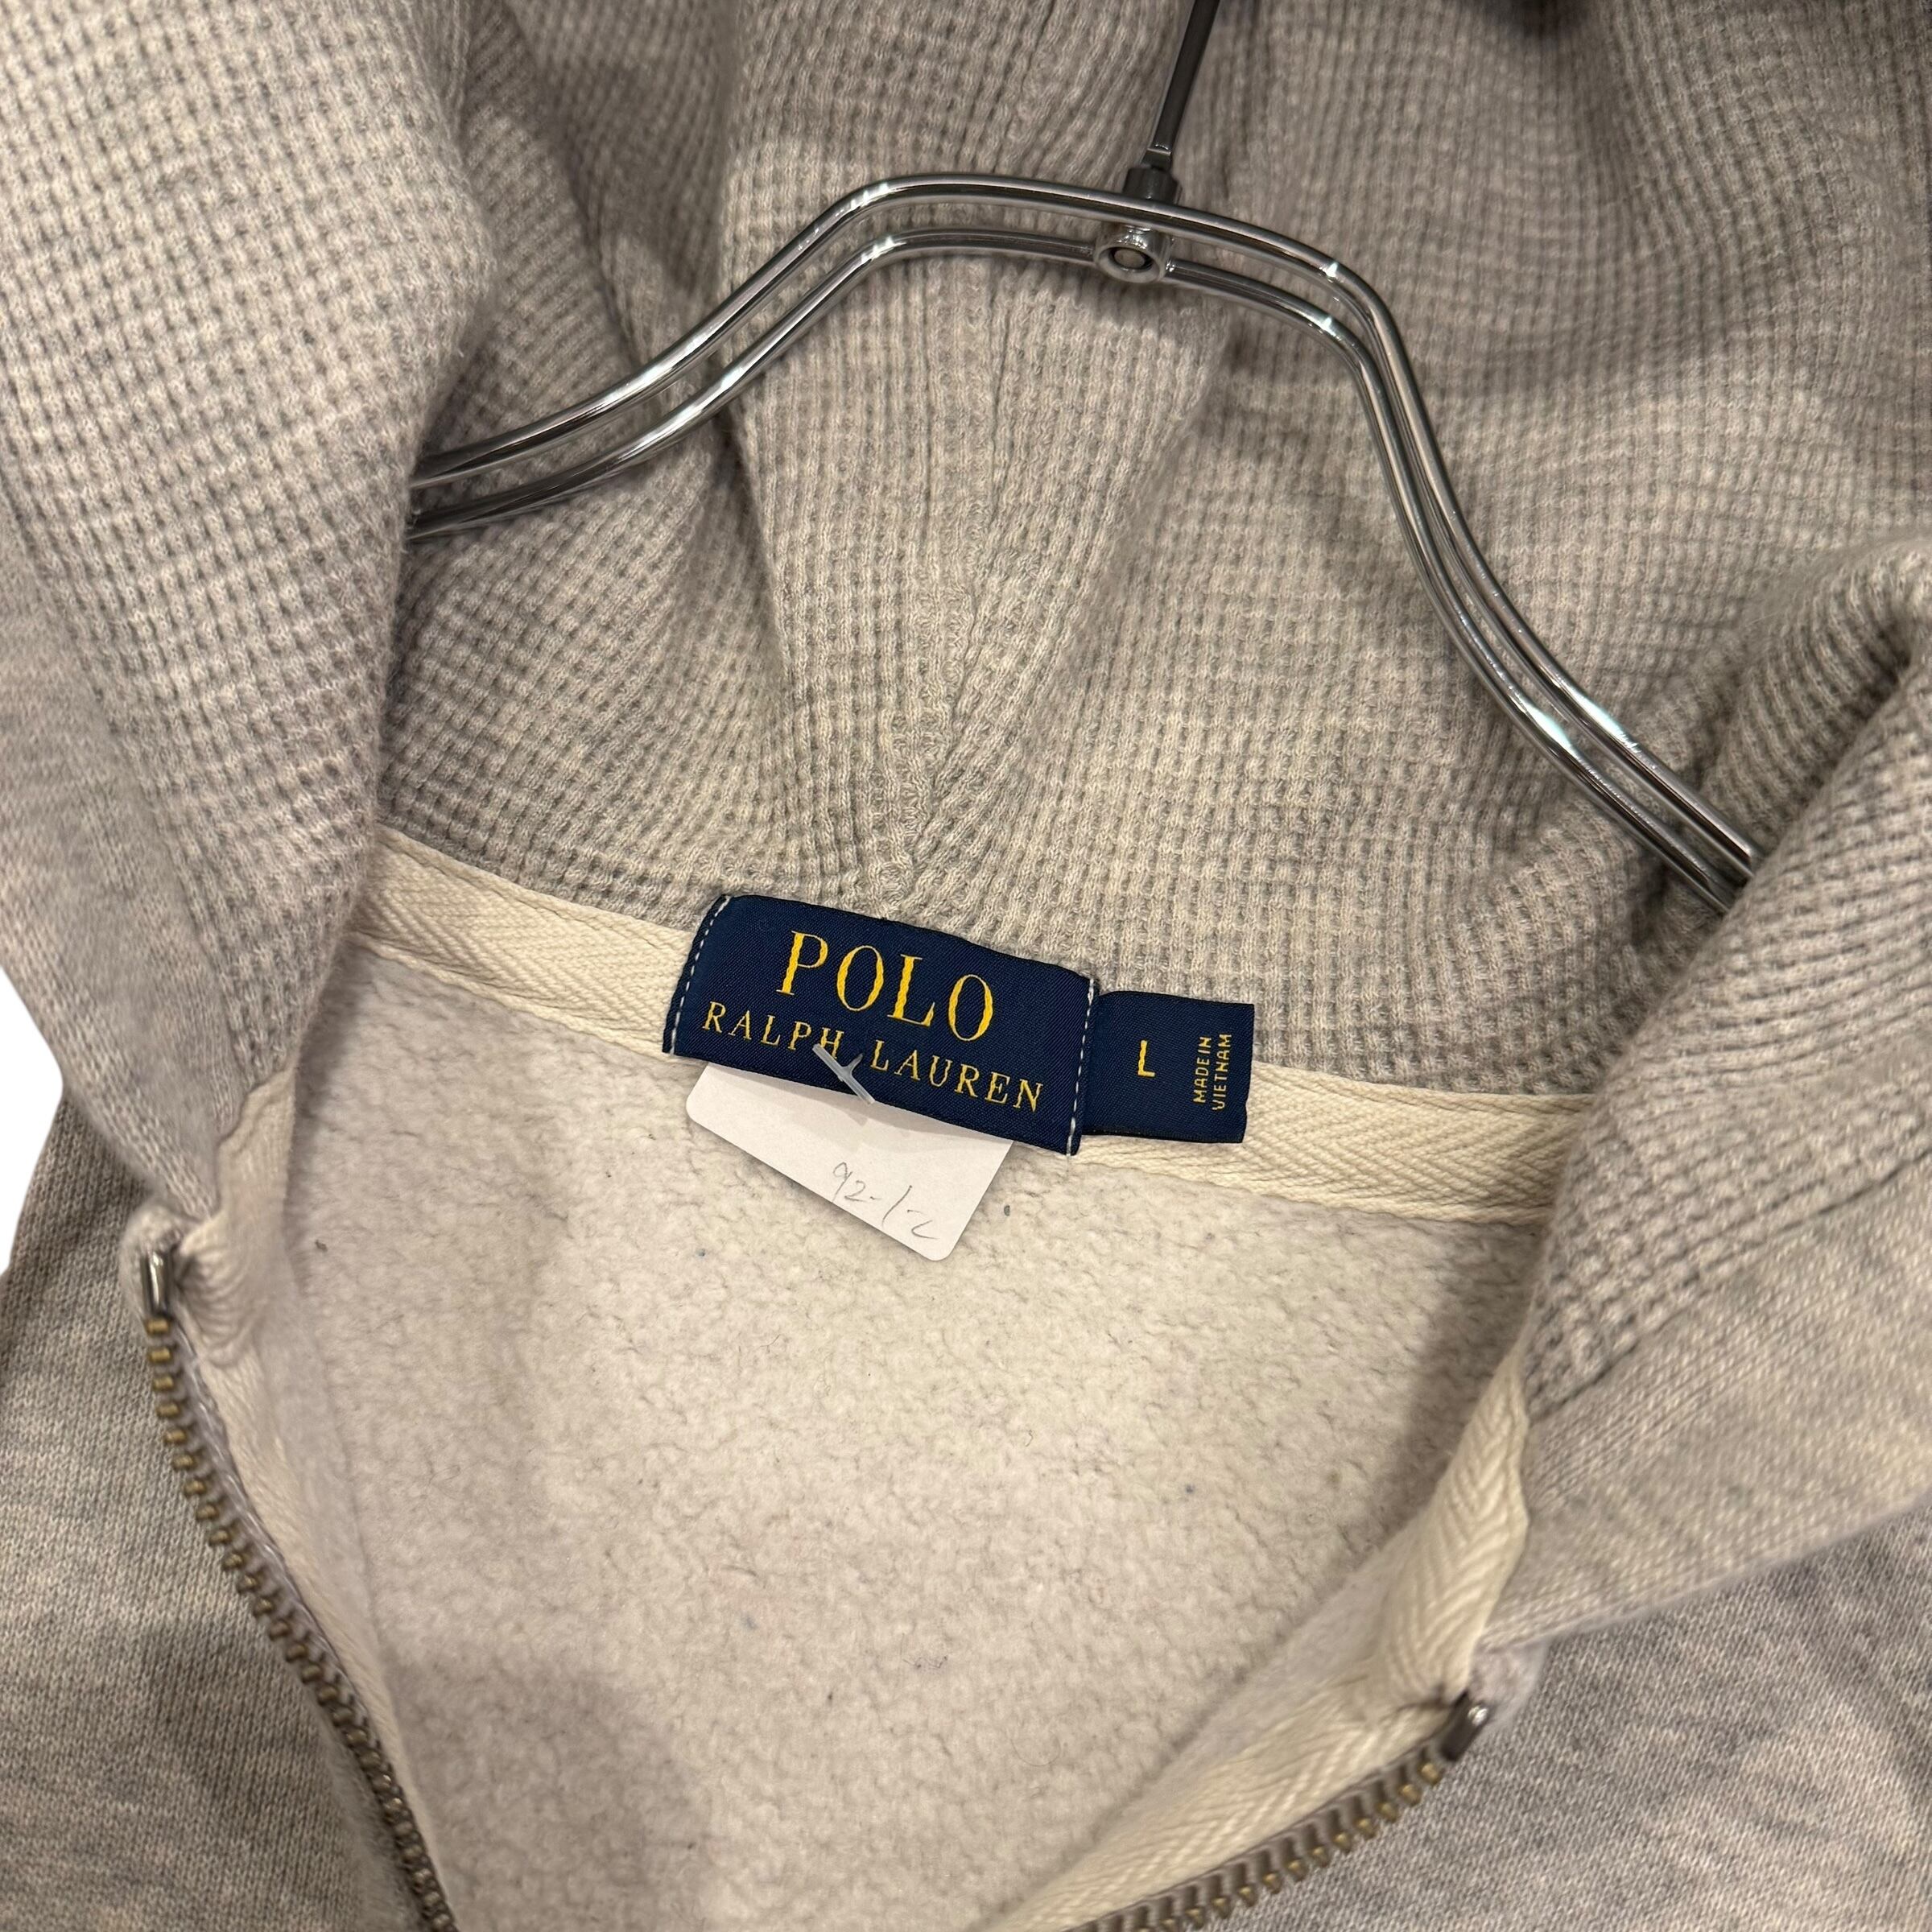 POLO
RALPH LAUREN
L
MADE IN
VIETNAM
92-1-2